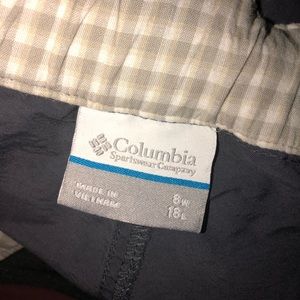 Columbia
Sportswear Company
MADE IN
VIETNAM
8W
18L